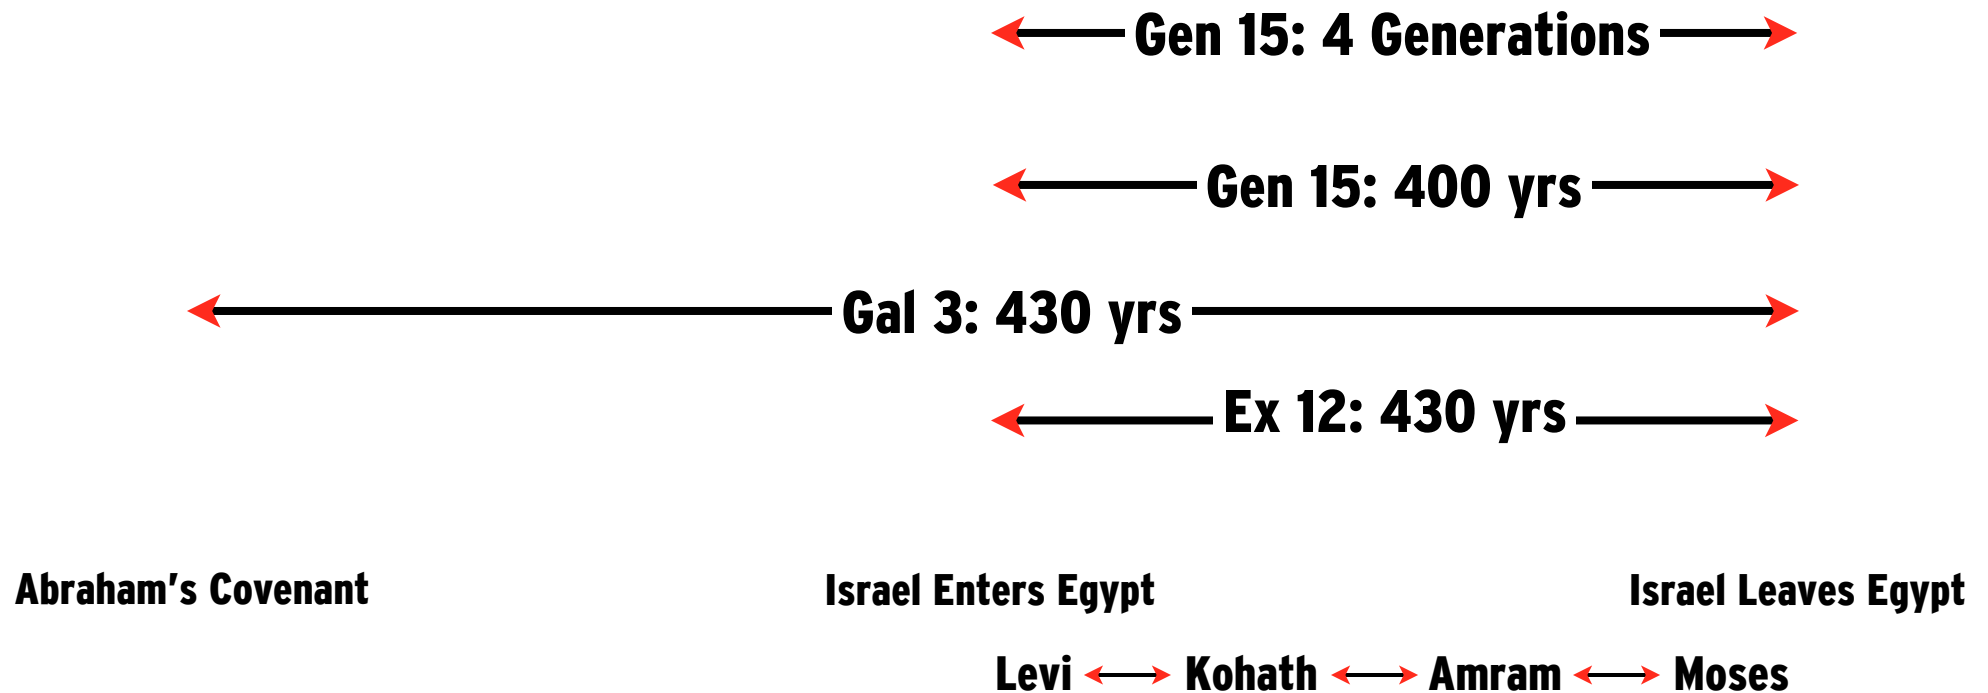 Gen 15: 4 Generations
Gen 15: 400 yrs
Gal 3: 430 yrs
Ex 12: 430 yrs
Abraham's Covenant Israel Enters Egypt Israel Leaves Egypt
Levi Kohath Amram Moses